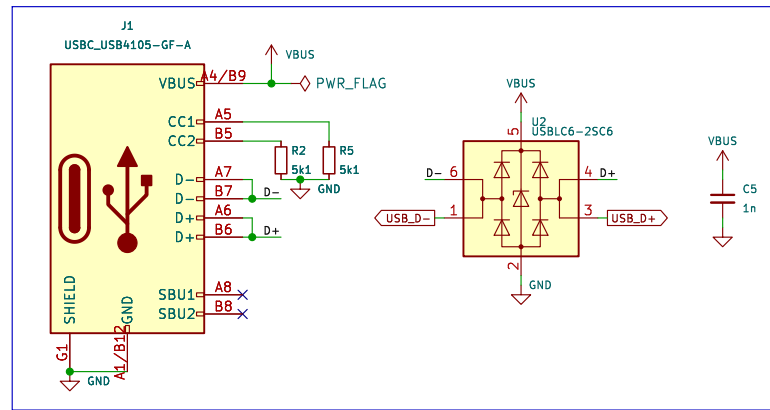 J1
USBC_USB4105-GF-A
VBUS
A4/B9
VBUS
PWR_FLAG
CC1
A5
CC2
B5
R2
5k1
R5
5k1
GND
D-
A7
D-
B7
D-
D+
A6
D+
B6
D+
SBU1
A8
SBU2
B8
SHIELD
GND
G1
A1/B12
GND
VBUS
U2
USBLC6-2SC6
5
D-
6
4
D+
USB_D-
1
3
USB_D+
2
GND
VBUS
C5
1n